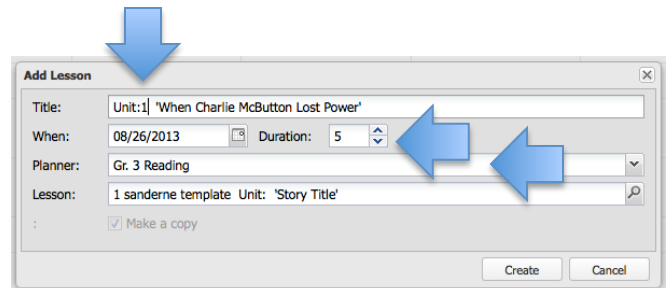 Add Lesson
Title: Unit:1 'When Charlie McButton Lost Power'
When: 08/26/2013 Duration: 5
Planner: Gr. 3 Reading
Lesson: 1 sanderne template Unit: 'Story Title'
: Make a copy
Create Cancel